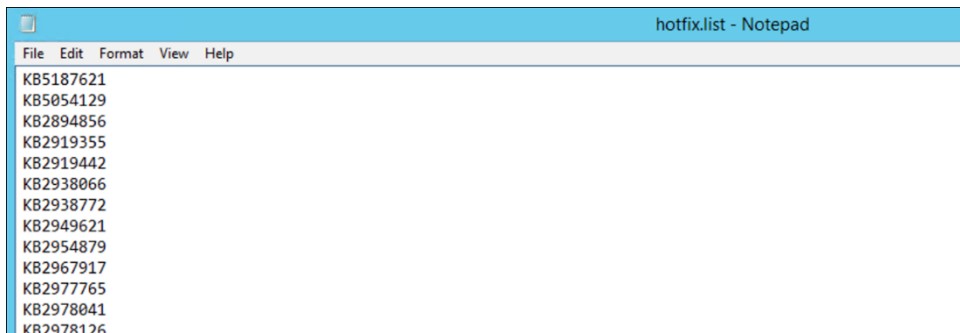 hotfix.list - Notepad
File Edit Format View Help
KB5187621
KB5054129
KB2894856
KB2919355
KB2919442
KB2938066
KB2938772
KB2949621
KB2954879
KB2967917
KB2977765
KB2978041
KB2978126